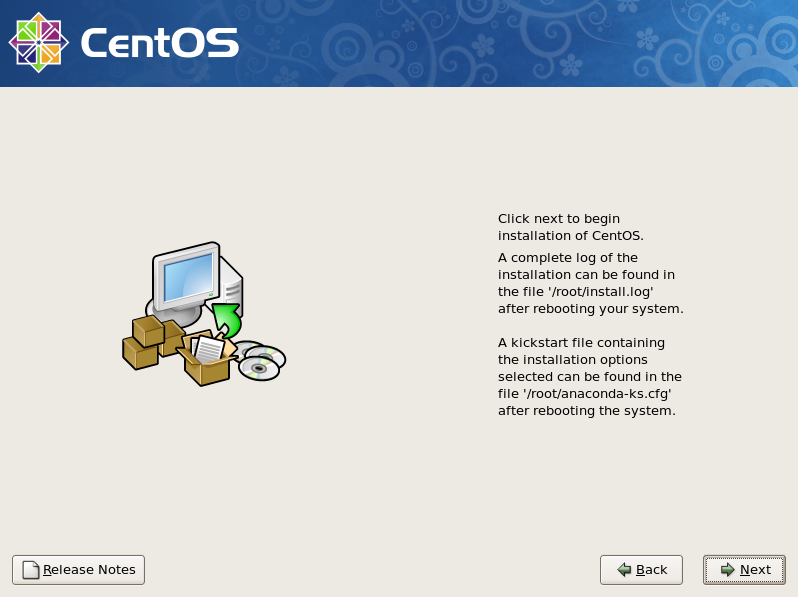 CentOS
Click next to begin
installation of CentOS.
A complete log of the
installation can be found in
the file '/root/install.log'
after rebooting your system.
A kickstart file containing
the installation options
selected can be found in the
file '/root/anaconda-ks.cfg'
after rebooting the system.
Release Notes
Back
Next